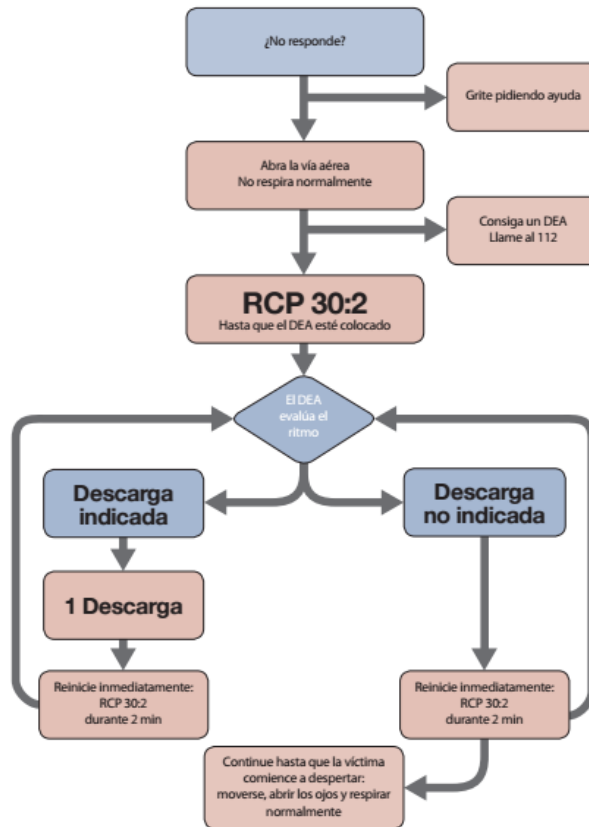 ¿No responde?
Grite pidiendo ayuda
Abra la vía aérea
No respira normalmente
Consiga un DEA
Llame al 112
RCP 30:2
Hasta que el DEA esté colocado
El DEA
evalúa el
ritmo
Descarga
indicada
Descarga
no indicada
1 Descarga
Reinicie inmediatamente:
RCP 30:2
durante 2 min
Reinicie inmediatamente:
RCP 30:2
durante 2 min
Continue hasta que la víctima
comience a despertar:
moverse, abrir los ojos y respirar
normalmente